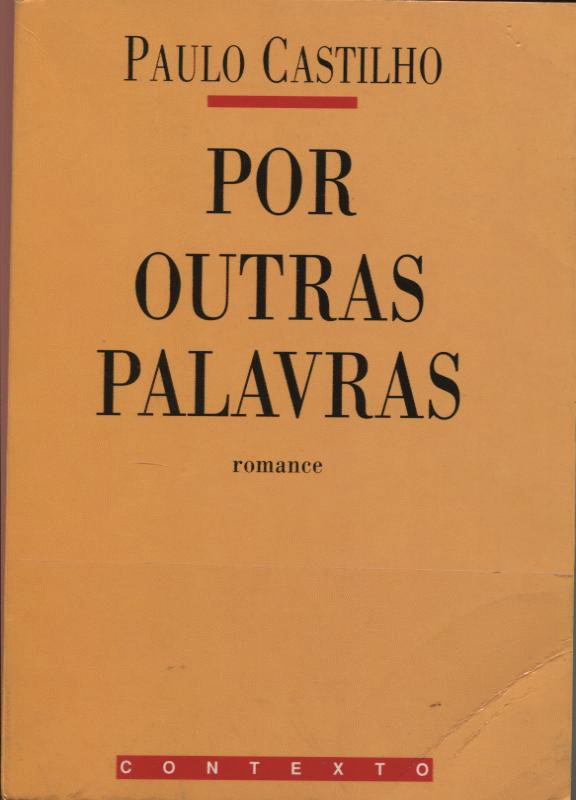 PAULO CASTILHO
POR
OUTRAS
PALAVRAS
romance
CONTEXTO